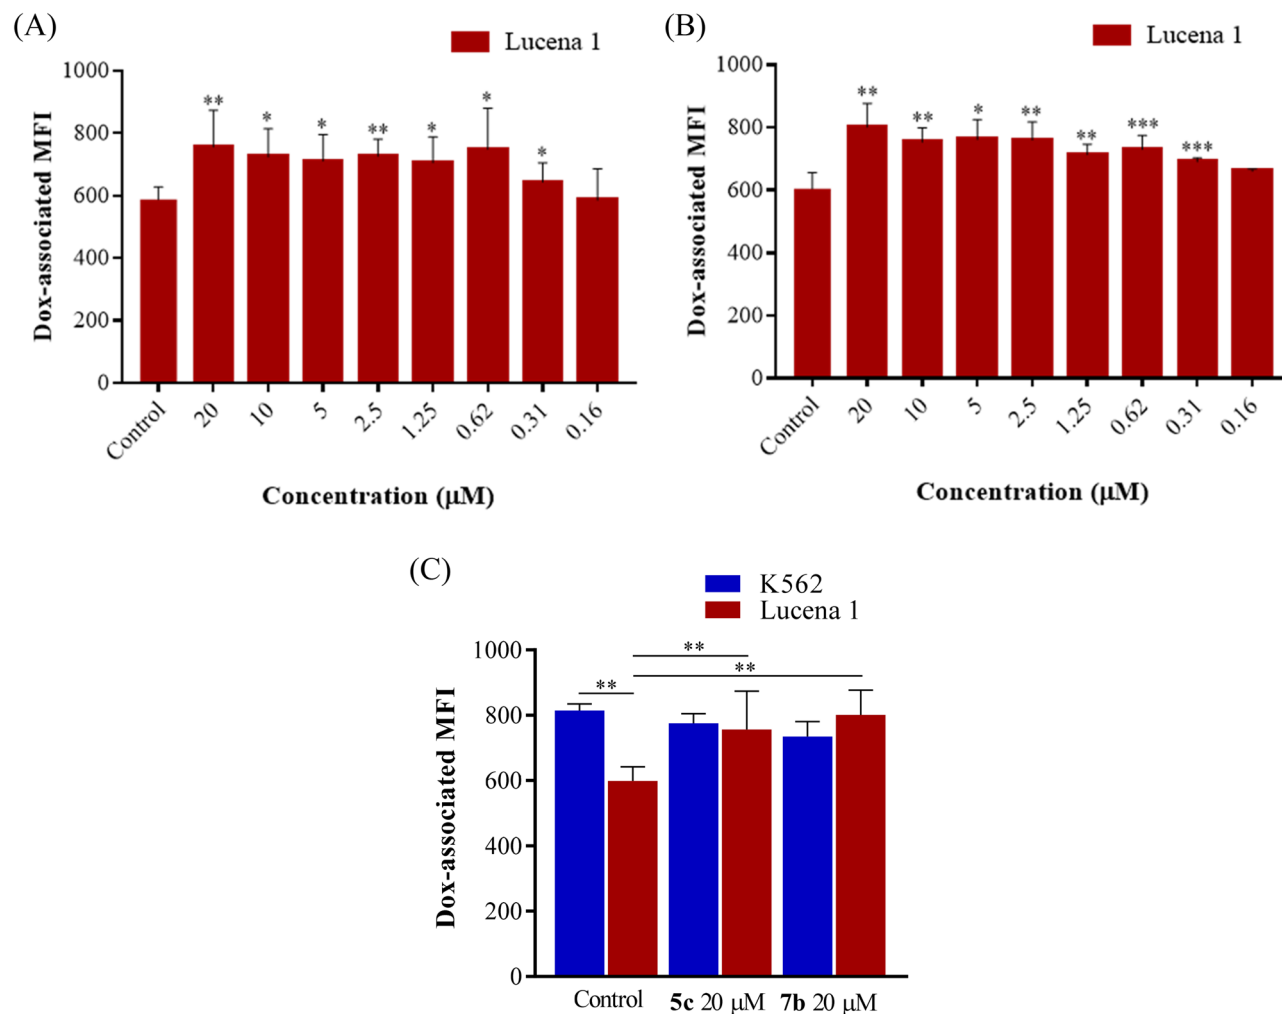 (A)
Lucena 1
Dox-associated MFI
1000
800
600
400
200
0
** * * ** * * *
Control 20 10 5 2.5 1.25 0.62 0.31 0.16
Concentration (μM)
(B)
Lucena 1
Dox-associated MFI
1000
800
600
400
200
0
** ** * ** ** *** ***
Control 20 10 5 2.5 1.25 0.62 0.31 0.16
Concentration (μM)
(C)
K562
Lucena 1
Dox-associated MFI
1000
800
600
400
200
0
**
**
**
Control 5c 20 μM 7b 20 μM